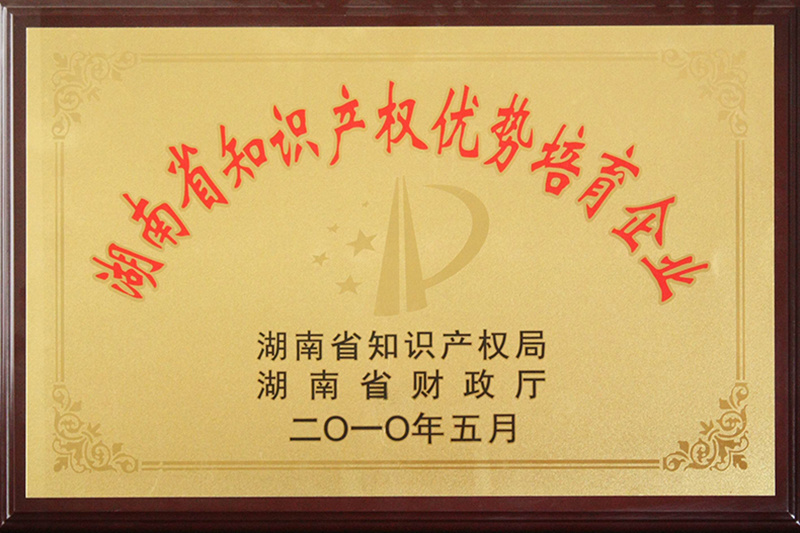 湖南省知识产权优势培育企业
湖南省知识产权局
湖南省财政厅
二〇一〇年五月